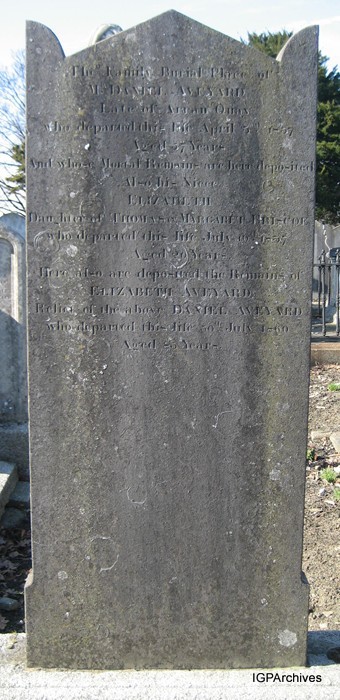 The Family Burial Place of
Mr DANIEL AVEYARD
Late of Arran Quay
who departed this life April
Aged Years
And whose Mortal Remains are here deposited
Also his Niece
ELIZABETH
Daughter of THOMAS & MARGARET BRISCOE
who departed this life July
Aged Years
Here also are deposited the Remains of
ELIZABETH AVEYARD
Relict of the above DANIEL AVEYARD
who departed this life 30th July 1860
Aged Years
IGPArchives